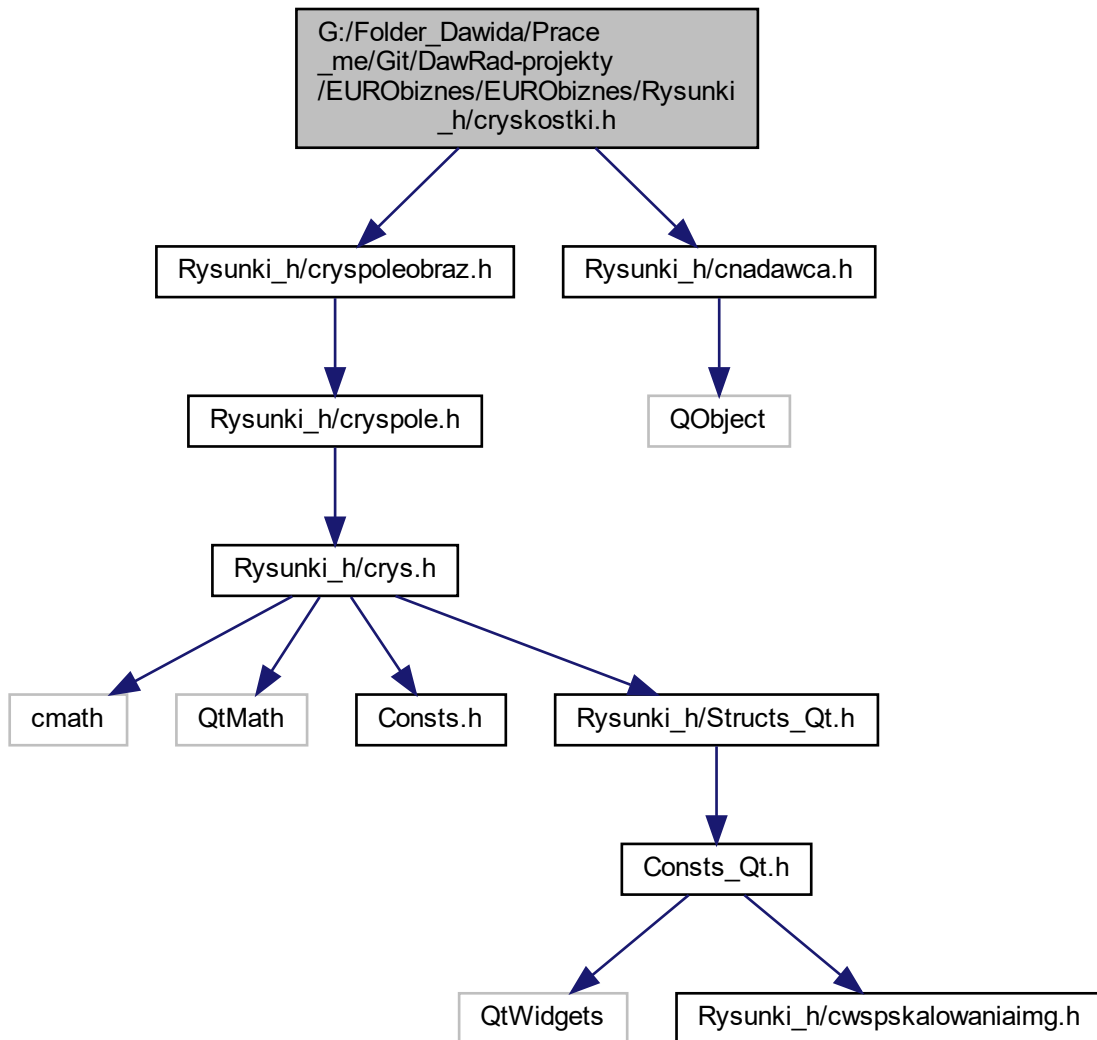 G:/Folder_Dawida/Prace
_me/Git/DawRad-projekty
/EURObiznes/EURObiznes/Rysunki
_h/cryskostki.h
Rysunki_h/cryspoleobraz.h
Rysunki_h/cnadawca.h
Rysunki_h/cryspole.h
QObject
Rysunki_h/crys.h
cmath
QtMath
Consts.h
Rysunki_h/Structs_Qt.h
Consts_Qt.h
QtWidgets
Rysunki_h/cwspskalowaniaimg.h